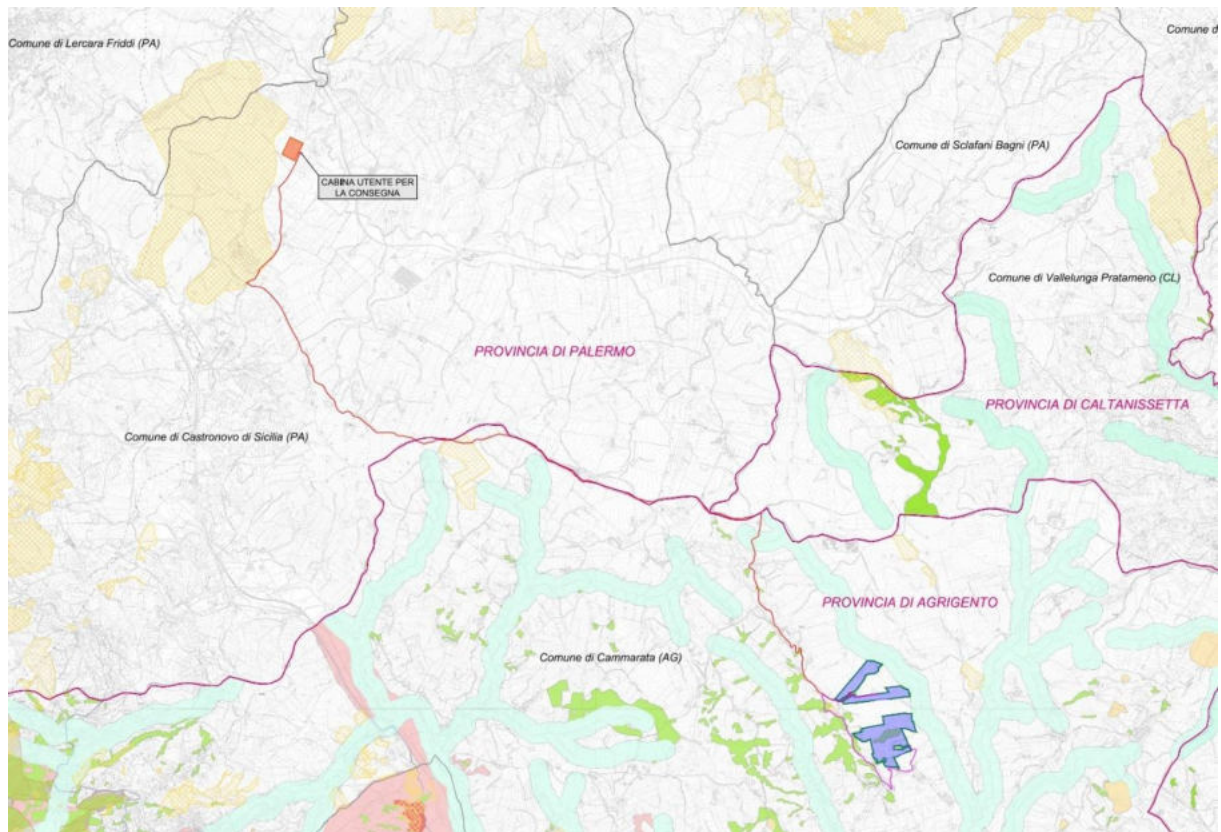 Comune di Lercara Friddi (PA)
Comune d
Comune di Sclafani Bagni (PA)
CABINA UTENTE PER
LA CONSEGNA
Comune di Vallelunga Pratameno (CL)
PROVINCIA DI PALERMO
PROVINCIA DI CALTANISSETTA
Comune di Castronovo di Sicilia (PA)
PROVINCIA DI AGRIGENTO
Comune di Cammarata (AG)